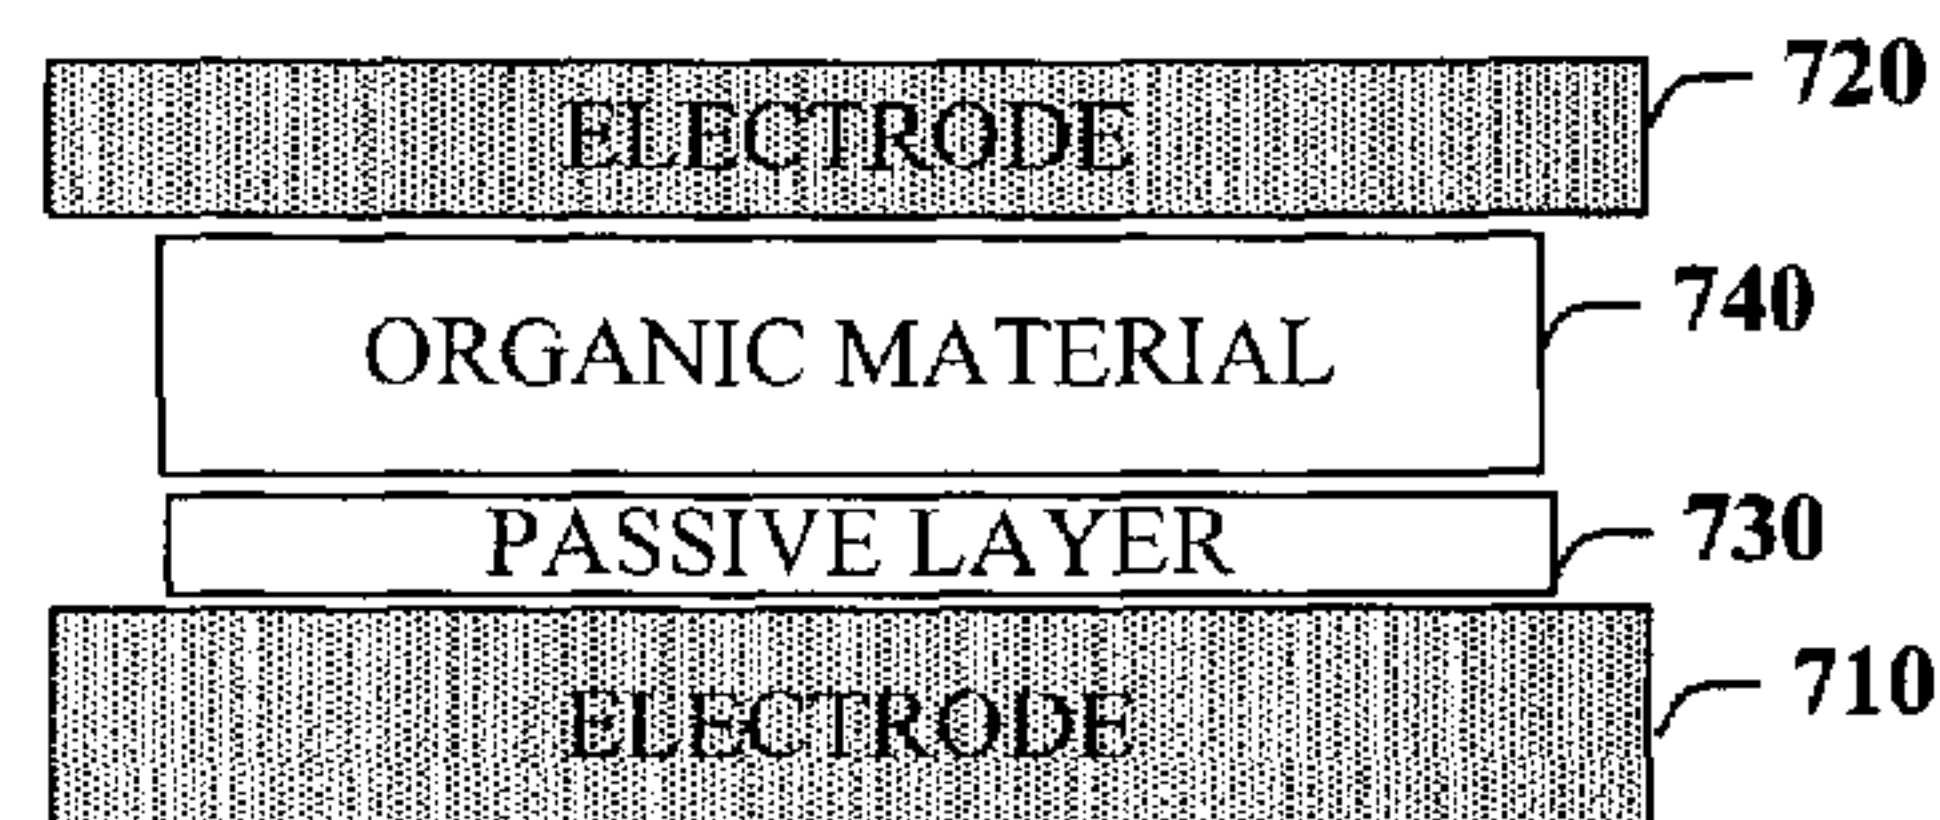 ELECTRODE 720
ORGANIC MATERIAL 740
PASSIVE LAYER 730
ELECTRODE 710